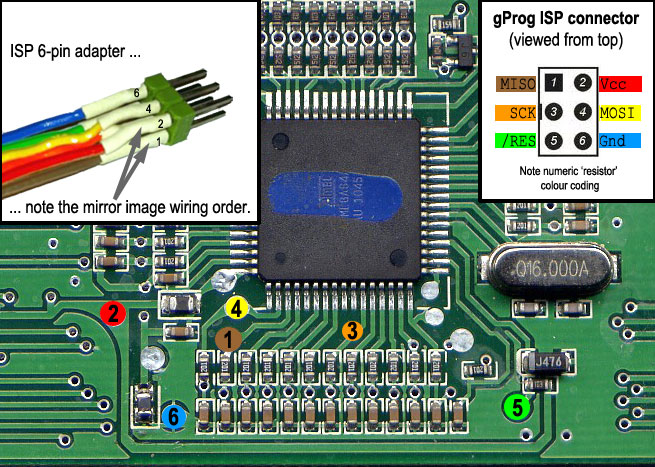 ISP 6-pin adapter ...
6
4
2
1
... note the mirror image wiring order.
gProg ISP connector
(viewed from top)
MISO 1 2 Vcc
SCK 3 4 MOSI
/RES 5 6 Gnd
Note numeric 'resistor'
colour coding
ATMEL
MEGA64
AU 1045
016.000A
J476
2
4
1
3
6
5